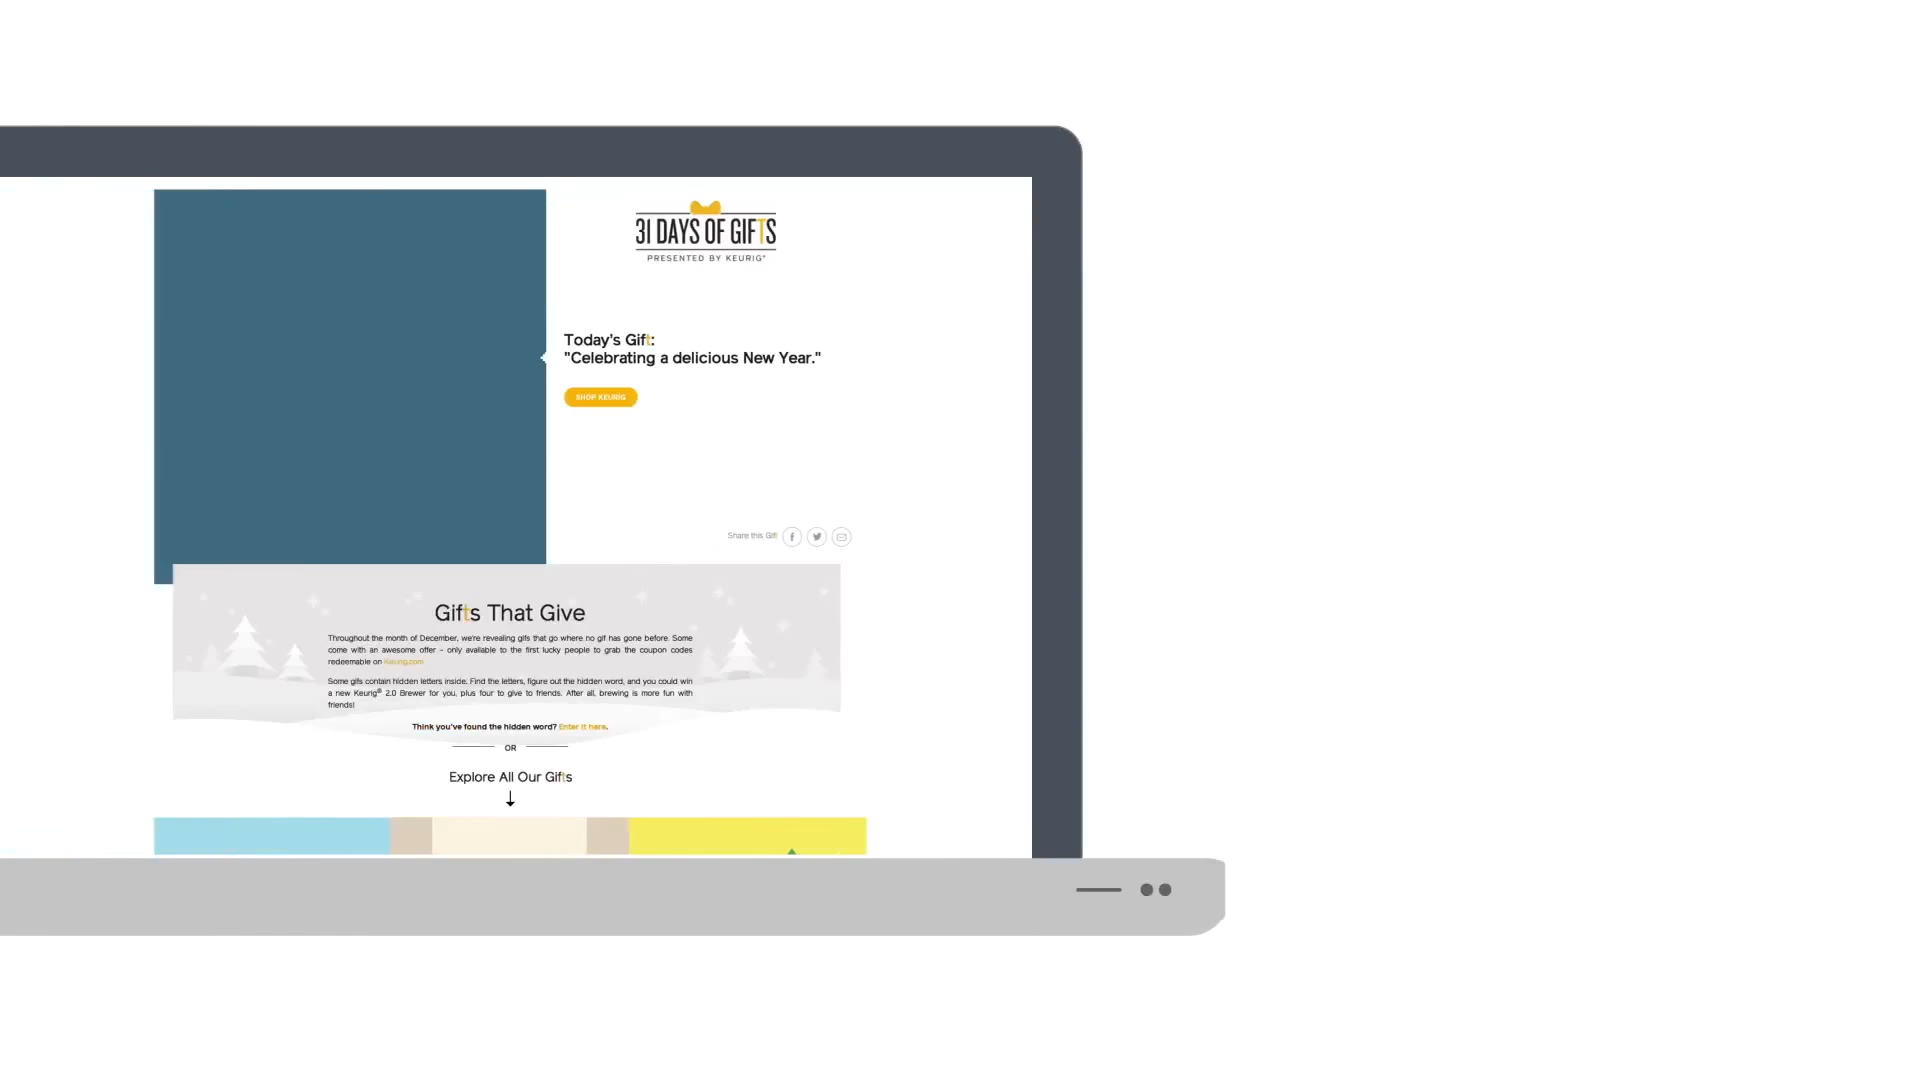 31 DAYS OF GIFTS
PRESENTED BY KEURIG®
Today's Gift:
"Celebrating a delicious New Year."
SHOP KEURIG
Share this Gift
Gifts That Give
Throughout the month of December, we're revealing gifs that go where no gif has gone before. Some
come with an awesome offer - only available to the first lucky people to grab the coupon codes
redeemable on Keurig.com
Some gifs contain hidden letters inside. Find the letters, figure out the hidden word, and you could win
a new Keurig® 2.0 Brewer for you, plus four to give to friends. After all, brewing is more fun with
friends!
Think you've found the hidden word? Enter it here.
OR
Explore All Our Gifts